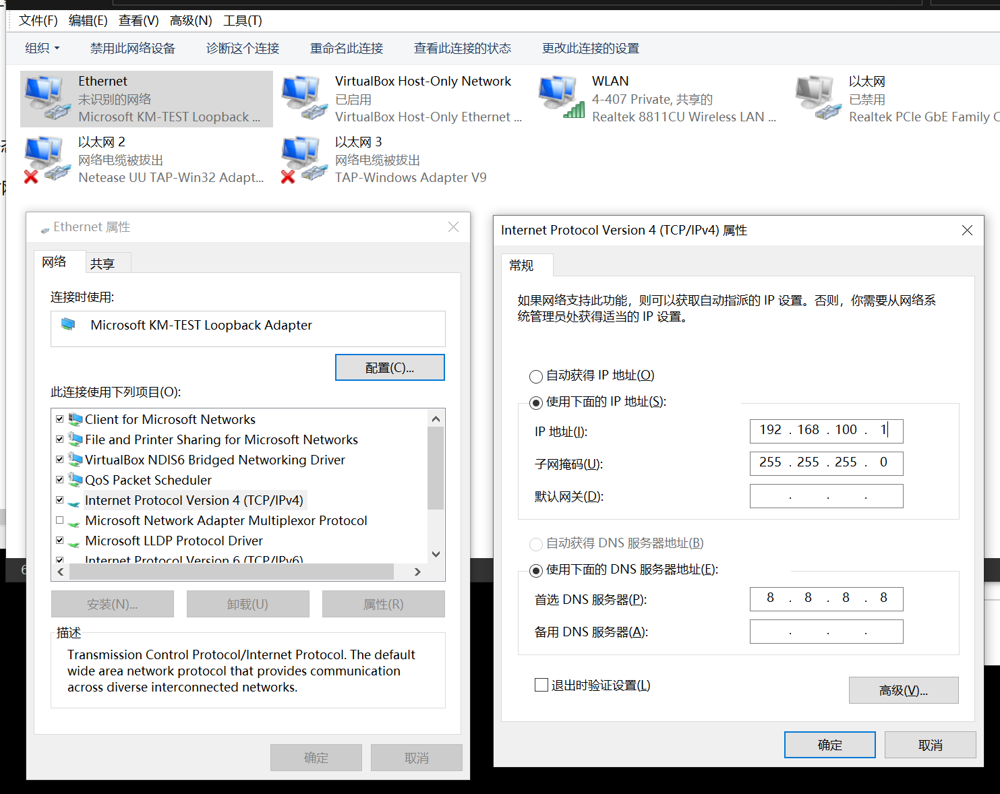 文件(F) 编辑(E) 查看(V) 高级(N) 工具(T)
组织 禁用此网络设备 诊断这个连接 重命名此连接 查看此连接的状态 更改此连接的设置
Ethernet
未识别的网络
Microsoft KM-TEST Loopback ...
VirtualBox Host-Only Network
已启用
VirtualBox Host-Only Ethernet ...
WLAN
4-407 Private, 共享的
Realtek 8811CU Wireless LAN ...
以太网
已禁用
Realtek PCIe GbE Family C
以太网 2
网络电缆被拔出
Netease UU TAP-Win32 Adapt...
以太网 3
网络电缆被拔出
TAP-Windows Adapter V9
Ethernet 属性
网络 共享
连接时使用:
Microsoft KM-TEST Loopback Adapter
配置(C)...
此连接使用下列项目(O):
Client for Microsoft Networks
File and Printer Sharing for Microsoft Networks
VirtualBox NDIS6 Bridged Networking Driver
QoS Packet Scheduler
Internet Protocol Version 4 (TCP/IPv4)
Microsoft Network Adapter Multiplexor Protocol
Microsoft LLDP Protocol Driver
Internet Protocol Version 6 (TCP/IPv6)
安装(N)... 卸载(U) 属性(R)
描述
Transmission Control Protocol/Internet Protocol. The default
wide area network protocol that provides communication
across diverse interconnected networks.
确定 取消
Internet Protocol Version 4 (TCP/IPv4) 属性
常规
如果网络支持此功能，则可以获取自动指派的 IP 设置。否则，你需要从网络系
统管理员处获得适当的 IP 设置。
自动获得 IP 地址(O)
使用下面的 IP 地址(S):
IP 地址(I): 192 . 168 . 100 . 1
子网掩码(U): 255 . 255 . 255 . 0
默认网关(D): . . .
自动获得 DNS 服务器地址(B)
使用下面的 DNS 服务器地址(E):
首选 DNS 服务器(P): 8 . 8 . 8 . 8
备用 DNS 服务器(A): . . .
退出时验证设置(L)
高级(V)...
确定 取消